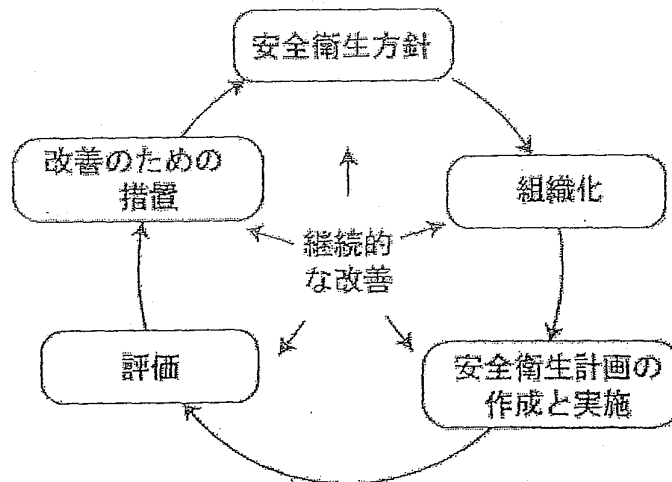 安全衛生方針
組織化
安全衛生計画の
作成と実施
評価
改善のための
措置
継続的
な改善